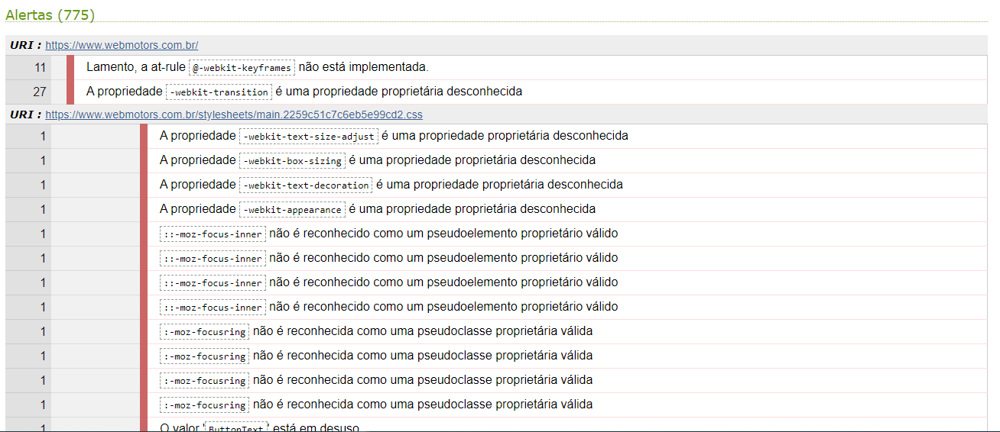 Alertas (775)
URI : https://www.webmotors.com.br/
11 Lamento, a at-rule @-webkit-keyframes não está implementada.
27 A propriedade -webkit-transition é uma propriedade proprietária desconhecida
URI : https://www.webmotors.com.br/stylesheets/main.2259c51c7c6eb5e99cd2.css
1 A propriedade -webkit-text-size-adjust é uma propriedade proprietária desconhecida
1 A propriedade -webkit-box-sizing é uma propriedade proprietária desconhecida
1 A propriedade -webkit-text-decoration é uma propriedade proprietária desconhecida
1 A propriedade -webkit-appearance é uma propriedade proprietária desconhecida
1 ::-moz-focus-inner não é reconhecido como um pseudoelemento proprietário válido
1 ::-moz-focus-inner não é reconhecido como um pseudoelemento proprietário válido
1 ::-moz-focus-inner não é reconhecido como um pseudoelemento proprietário válido
1 ::-moz-focus-inner não é reconhecido como um pseudoelemento proprietário válido
1 :-moz-focusring não é reconhecida como uma pseudoclasse proprietária válida
1 :-moz-focusring não é reconhecida como uma pseudoclasse proprietária válida
1 :-moz-focusring não é reconhecida como uma pseudoclasse proprietária válida
1 :-moz-focusring não é reconhecida como uma pseudoclasse proprietária válida
1 O valor 'ButtonText' está em desuso